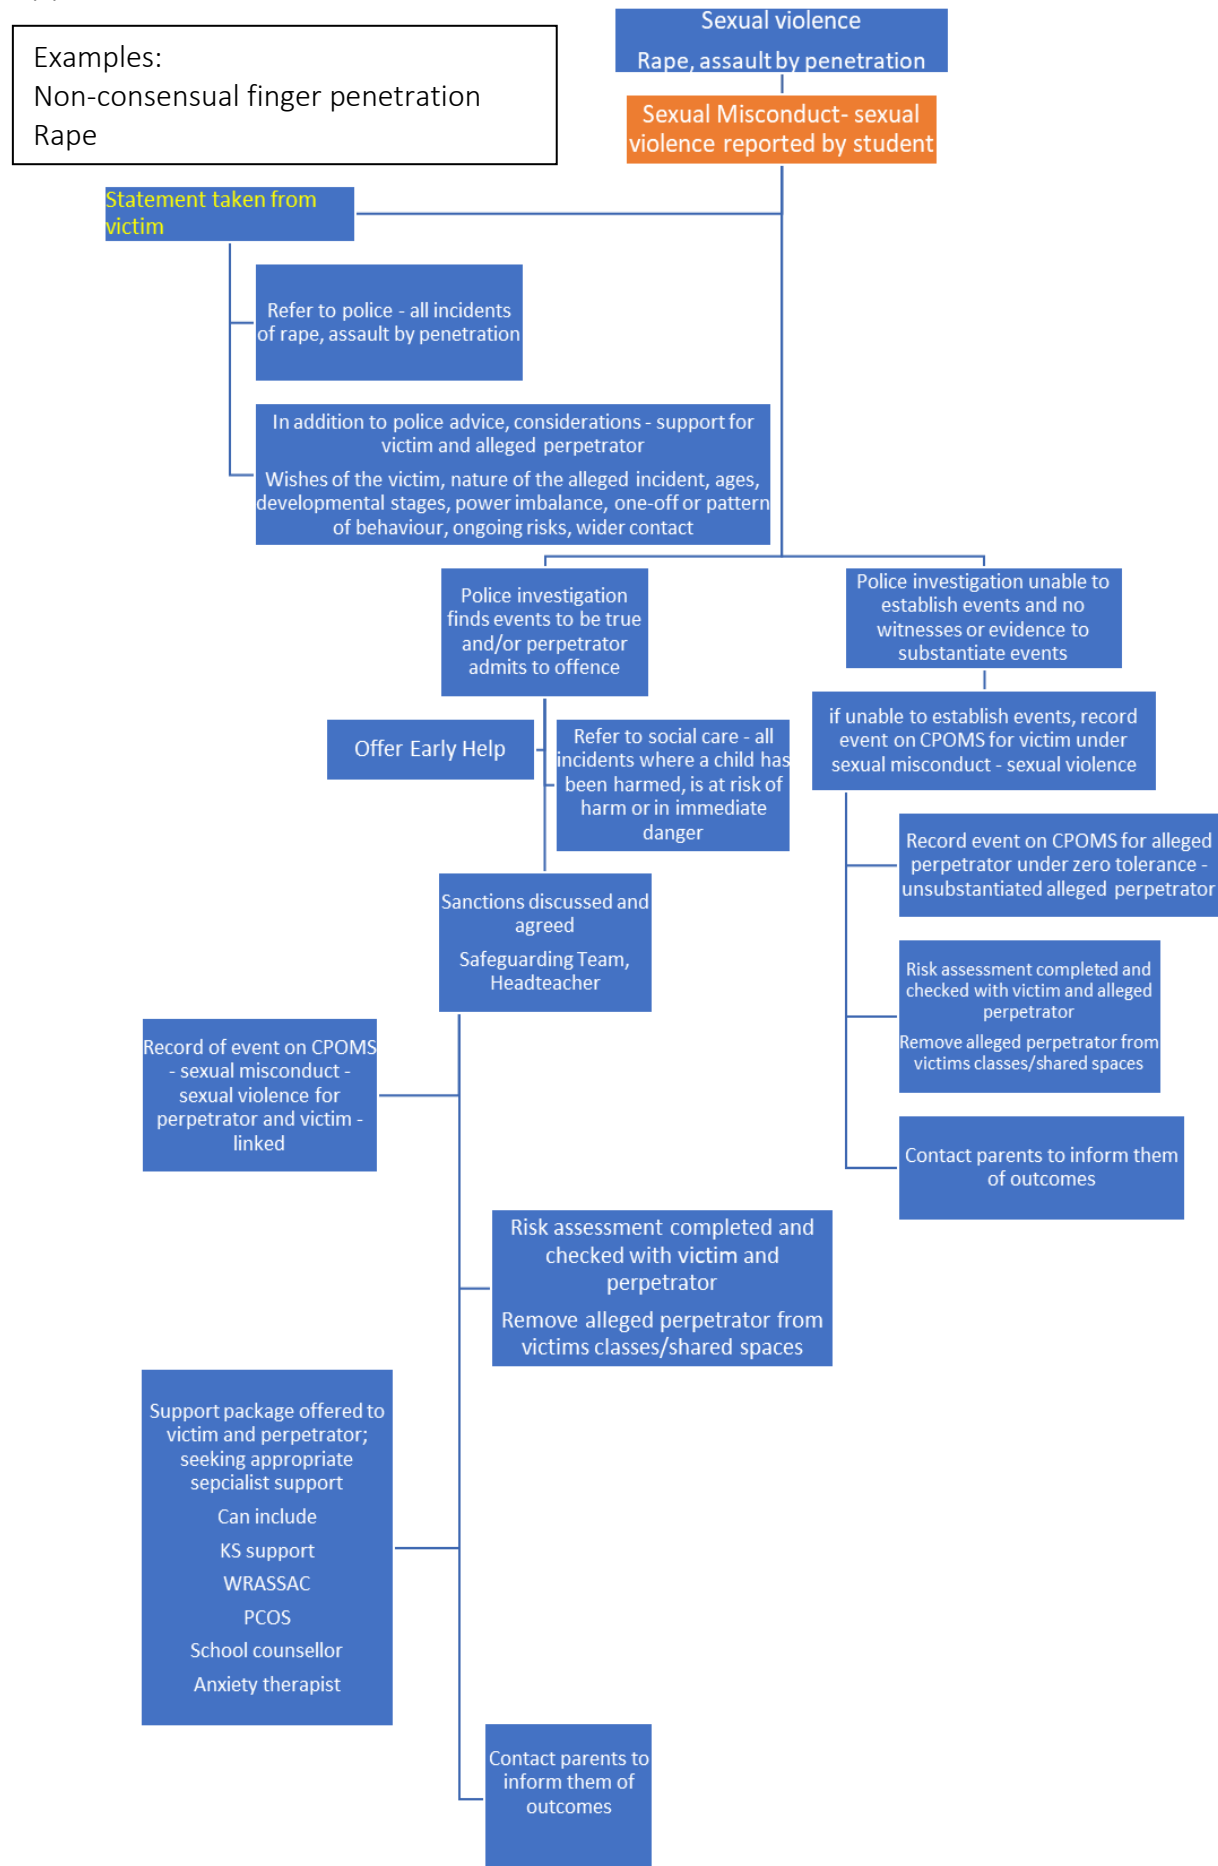 Examples:
Non-consensual finger penetration
Rape
Sexual violence
Rape, assault by penetration
Sexual Misconduct- sexual
violence reported by student
Statement taken from
victim
Refer to police - all incidents
of rape, assault by penetration
In addition to police advice, considerations - support for
victim and alleged perpetrator
Wishes of the victim, nature of the alleged incident, ages,
developmental stages, power imbalance, one-off or pattern
of behaviour, ongoing risks, wider contact
Police investigation
finds events to be true
and/or perpetrator
admits to offence
Offer Early Help
Refer to social care - all
incidents where a child has
been harmed, is at risk of
harm or in immediate
danger
Sanctions discussed and
agreed
Safeguarding Team,
Headteacher
Record of event on CPOMS
- sexual misconduct -
sexual violence for
perpetrator and victim -
linked
Risk assessment completed and
checked with victim and
perpetrator
Remove alleged perpetrator from
victims classes/shared spaces
Support package offered to
victim and perpetrator;
seeking appropriate
sepcialist support
Can include
KS support
WRASSAC
PCOS
School counsellor
Anxiety therapist
Contact parents to
inform them of
outcomes
Police investigation unable to
establish events and no
witnesses or evidence to
substantiate events
if unable to establish events, record
event on CPOMS for victim under
sexual misconduct - sexual violence
Record event on CPOMS for alleged
perpetrator under zero tolerance -
unsubstantiated alleged perpetrator
Risk assessment completed and
checked with victim and alleged
perpetrator
Remove alleged perpetrator from
victims classes/shared spaces
Contact parents to inform them
of outcomes